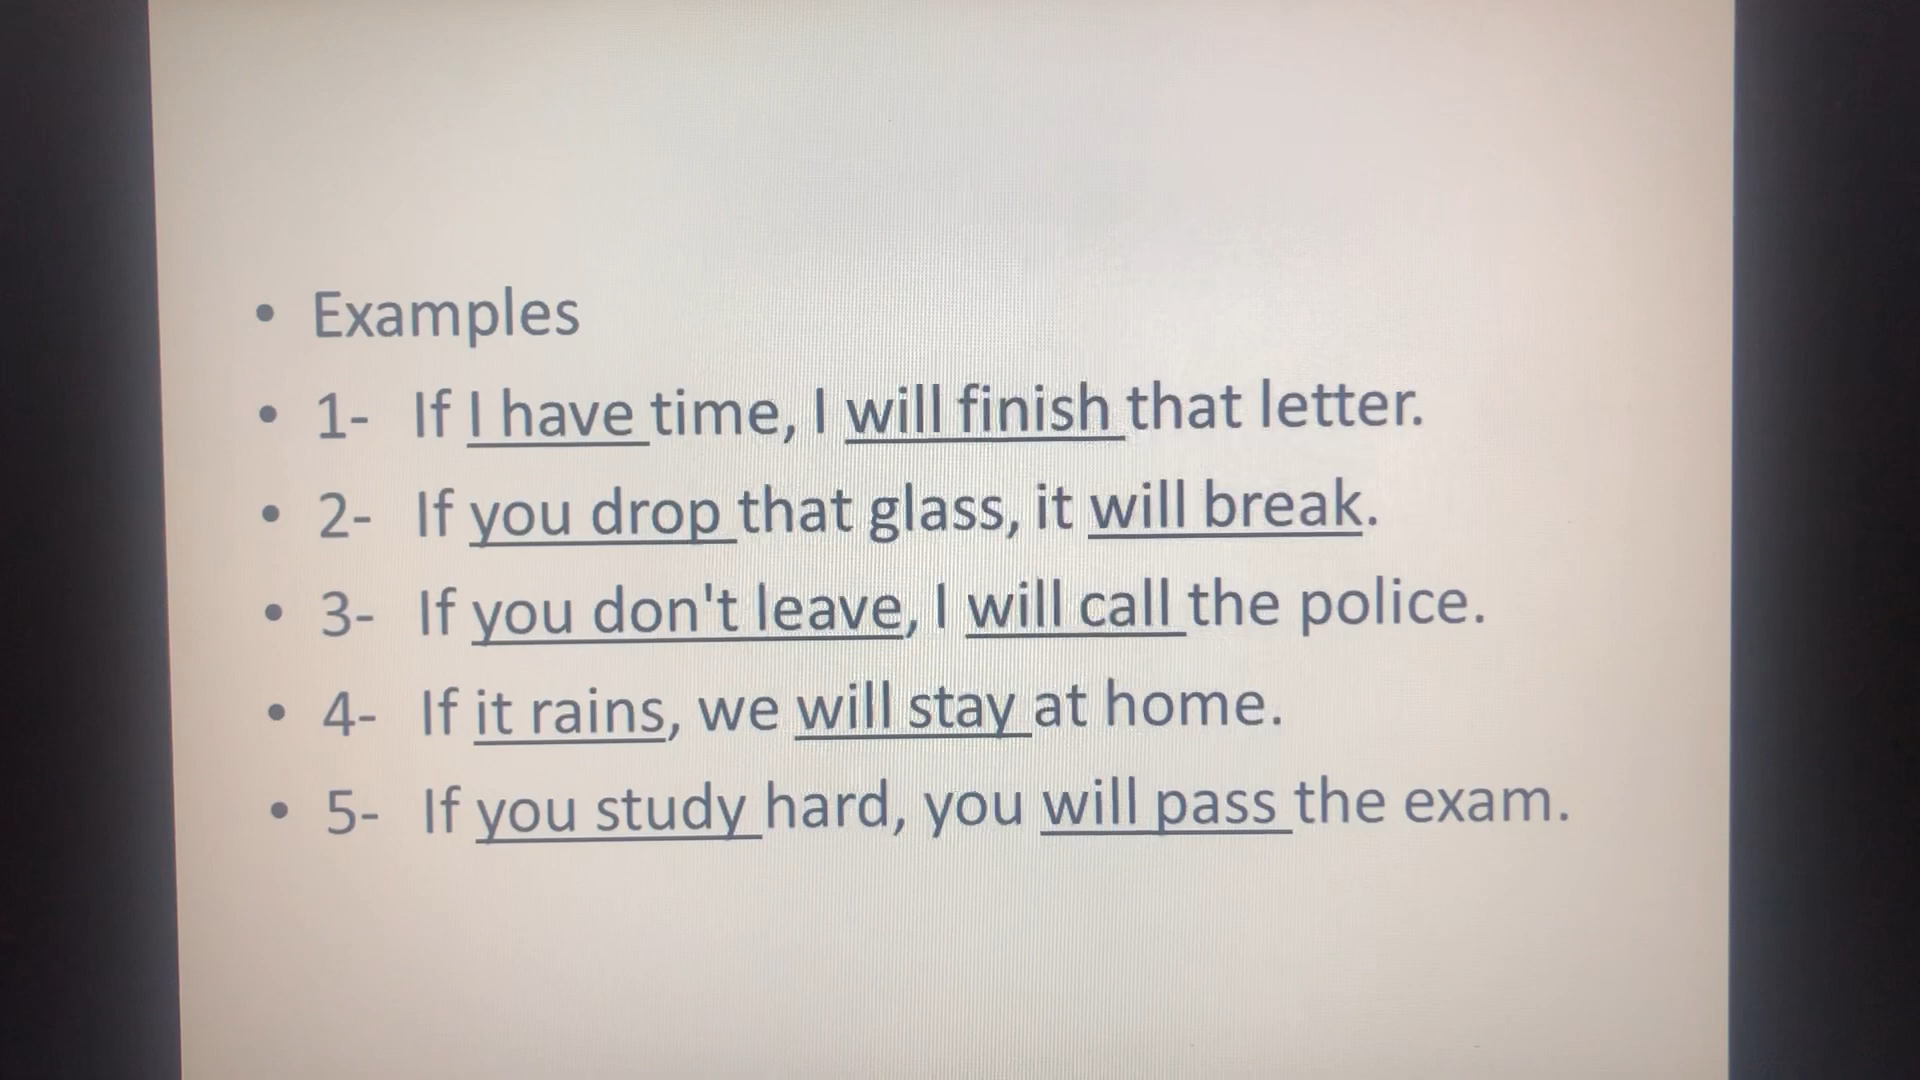 • Examples
• 1- If I have time, I will finish that letter.
• 2- If you drop that glass, it will break.
• 3- If you don't leave, I will call the police.
• 4- If it rains, we will stay at home.
• 5- If you study hard, you will pass the exam.